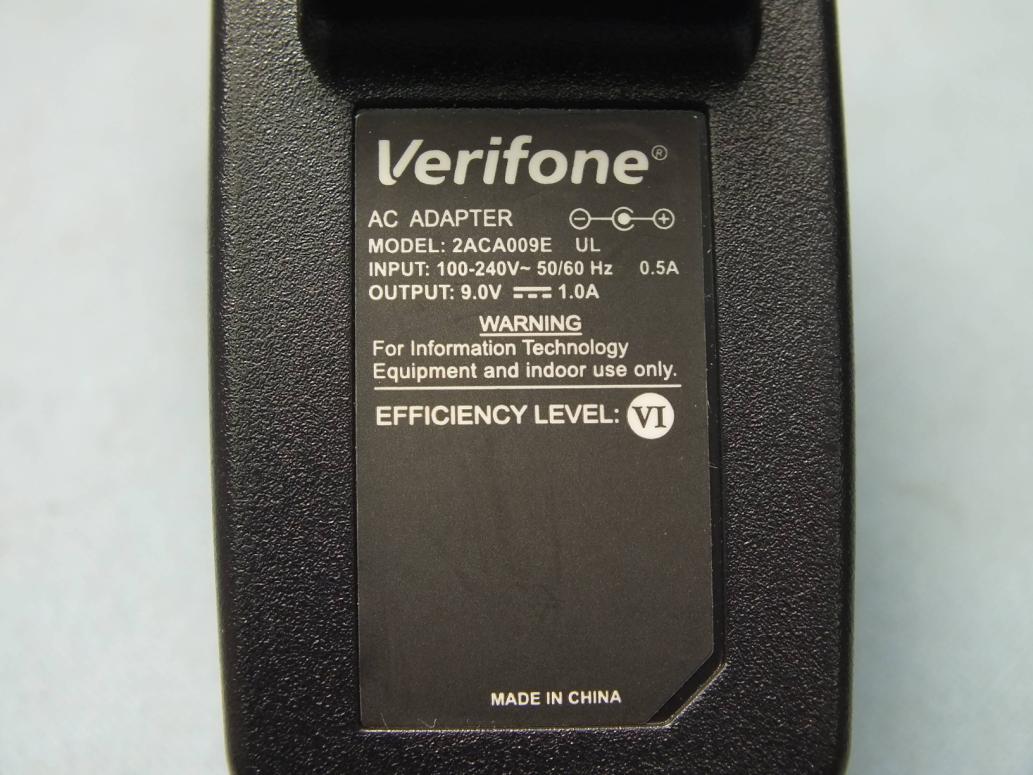 Verifone®
AC ADAPTER
MODEL: 2ACA009E UL
INPUT: 100-240V~ 50/60 Hz 0.5A
OUTPUT: 9.0V ⎓ 1.0A
WARNING
For Information Technology
Equipment and indoor use only.
EFFICIENCY LEVEL: VI
MADE IN CHINA